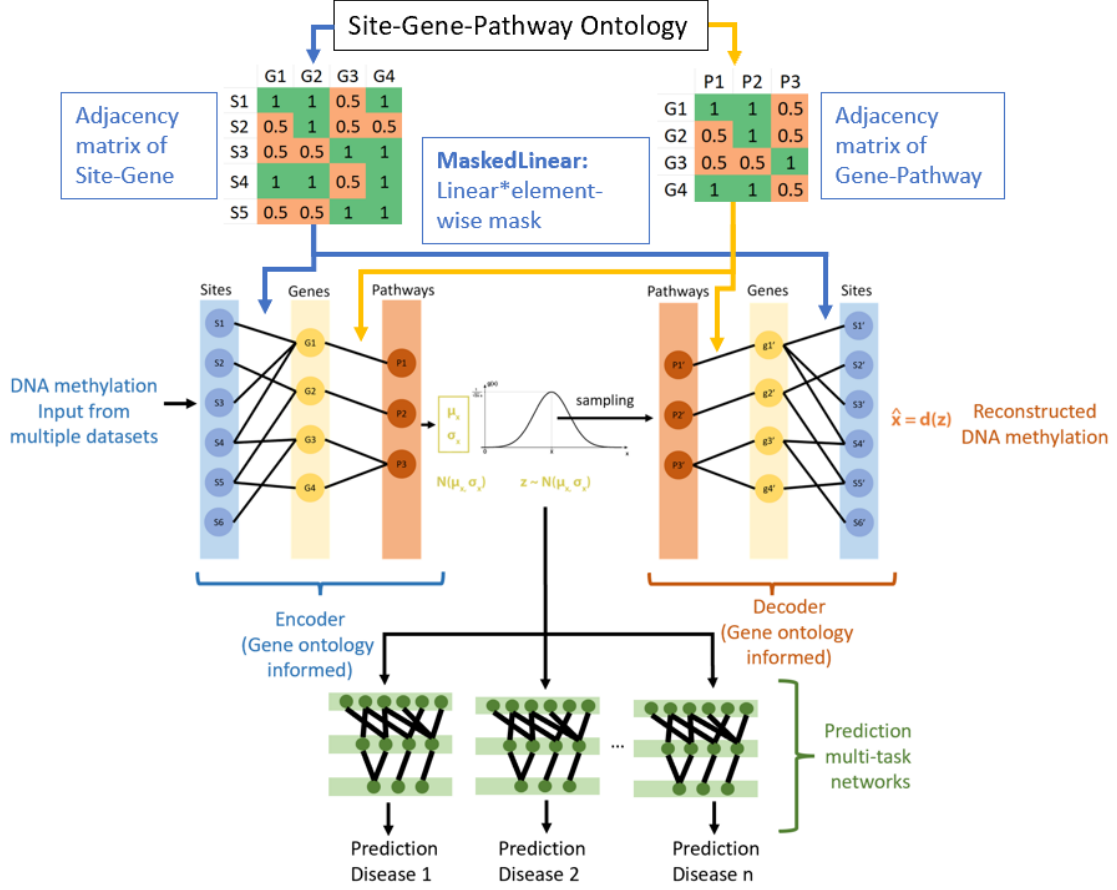 Site-Gene-Pathway Ontology
G1 G2 G3 G4
S1 1 1 0.5 1
S2 0.5 1 0.5 0.5
S3 0.5 0.5 1 1
S4 1 1 0.5 1
S5 0.5 0.5 1 1
Adjacency
matrix of
Site-Gene
MaskedLinear:
Linear*element-
wise mask
P1 P2 P3
G1 1 1 0.5
G2 0.5 1 0.5
G3 0.5 0.5 1
G4 1 1 0.5
Adjacency
matrix of
Gene-Pathway
Sites Genes Pathways
S1
S2
S3
S4
S5
S6
G1
G2
G3
G4
P1
P2
P3
DNA methylation
Input from
multiple datasets
μx
σx
N(μx, σx)
g(x)
0
x
sampling
z ~ N(μx, σx)
Pathways Genes Sites
P1'
P2'
P3'
g1'
g2'
g3'
g4'
S1'
S2'
S3'
S4'
S5'
S6'
x̂ = d(z)
Reconstructed
DNA methylation
Encoder
(Gene ontology
informed)
Decoder
(Gene ontology
informed)
...
Prediction
multi-task
networks
Prediction
Disease 1
Prediction
Disease 2
Prediction
Disease n